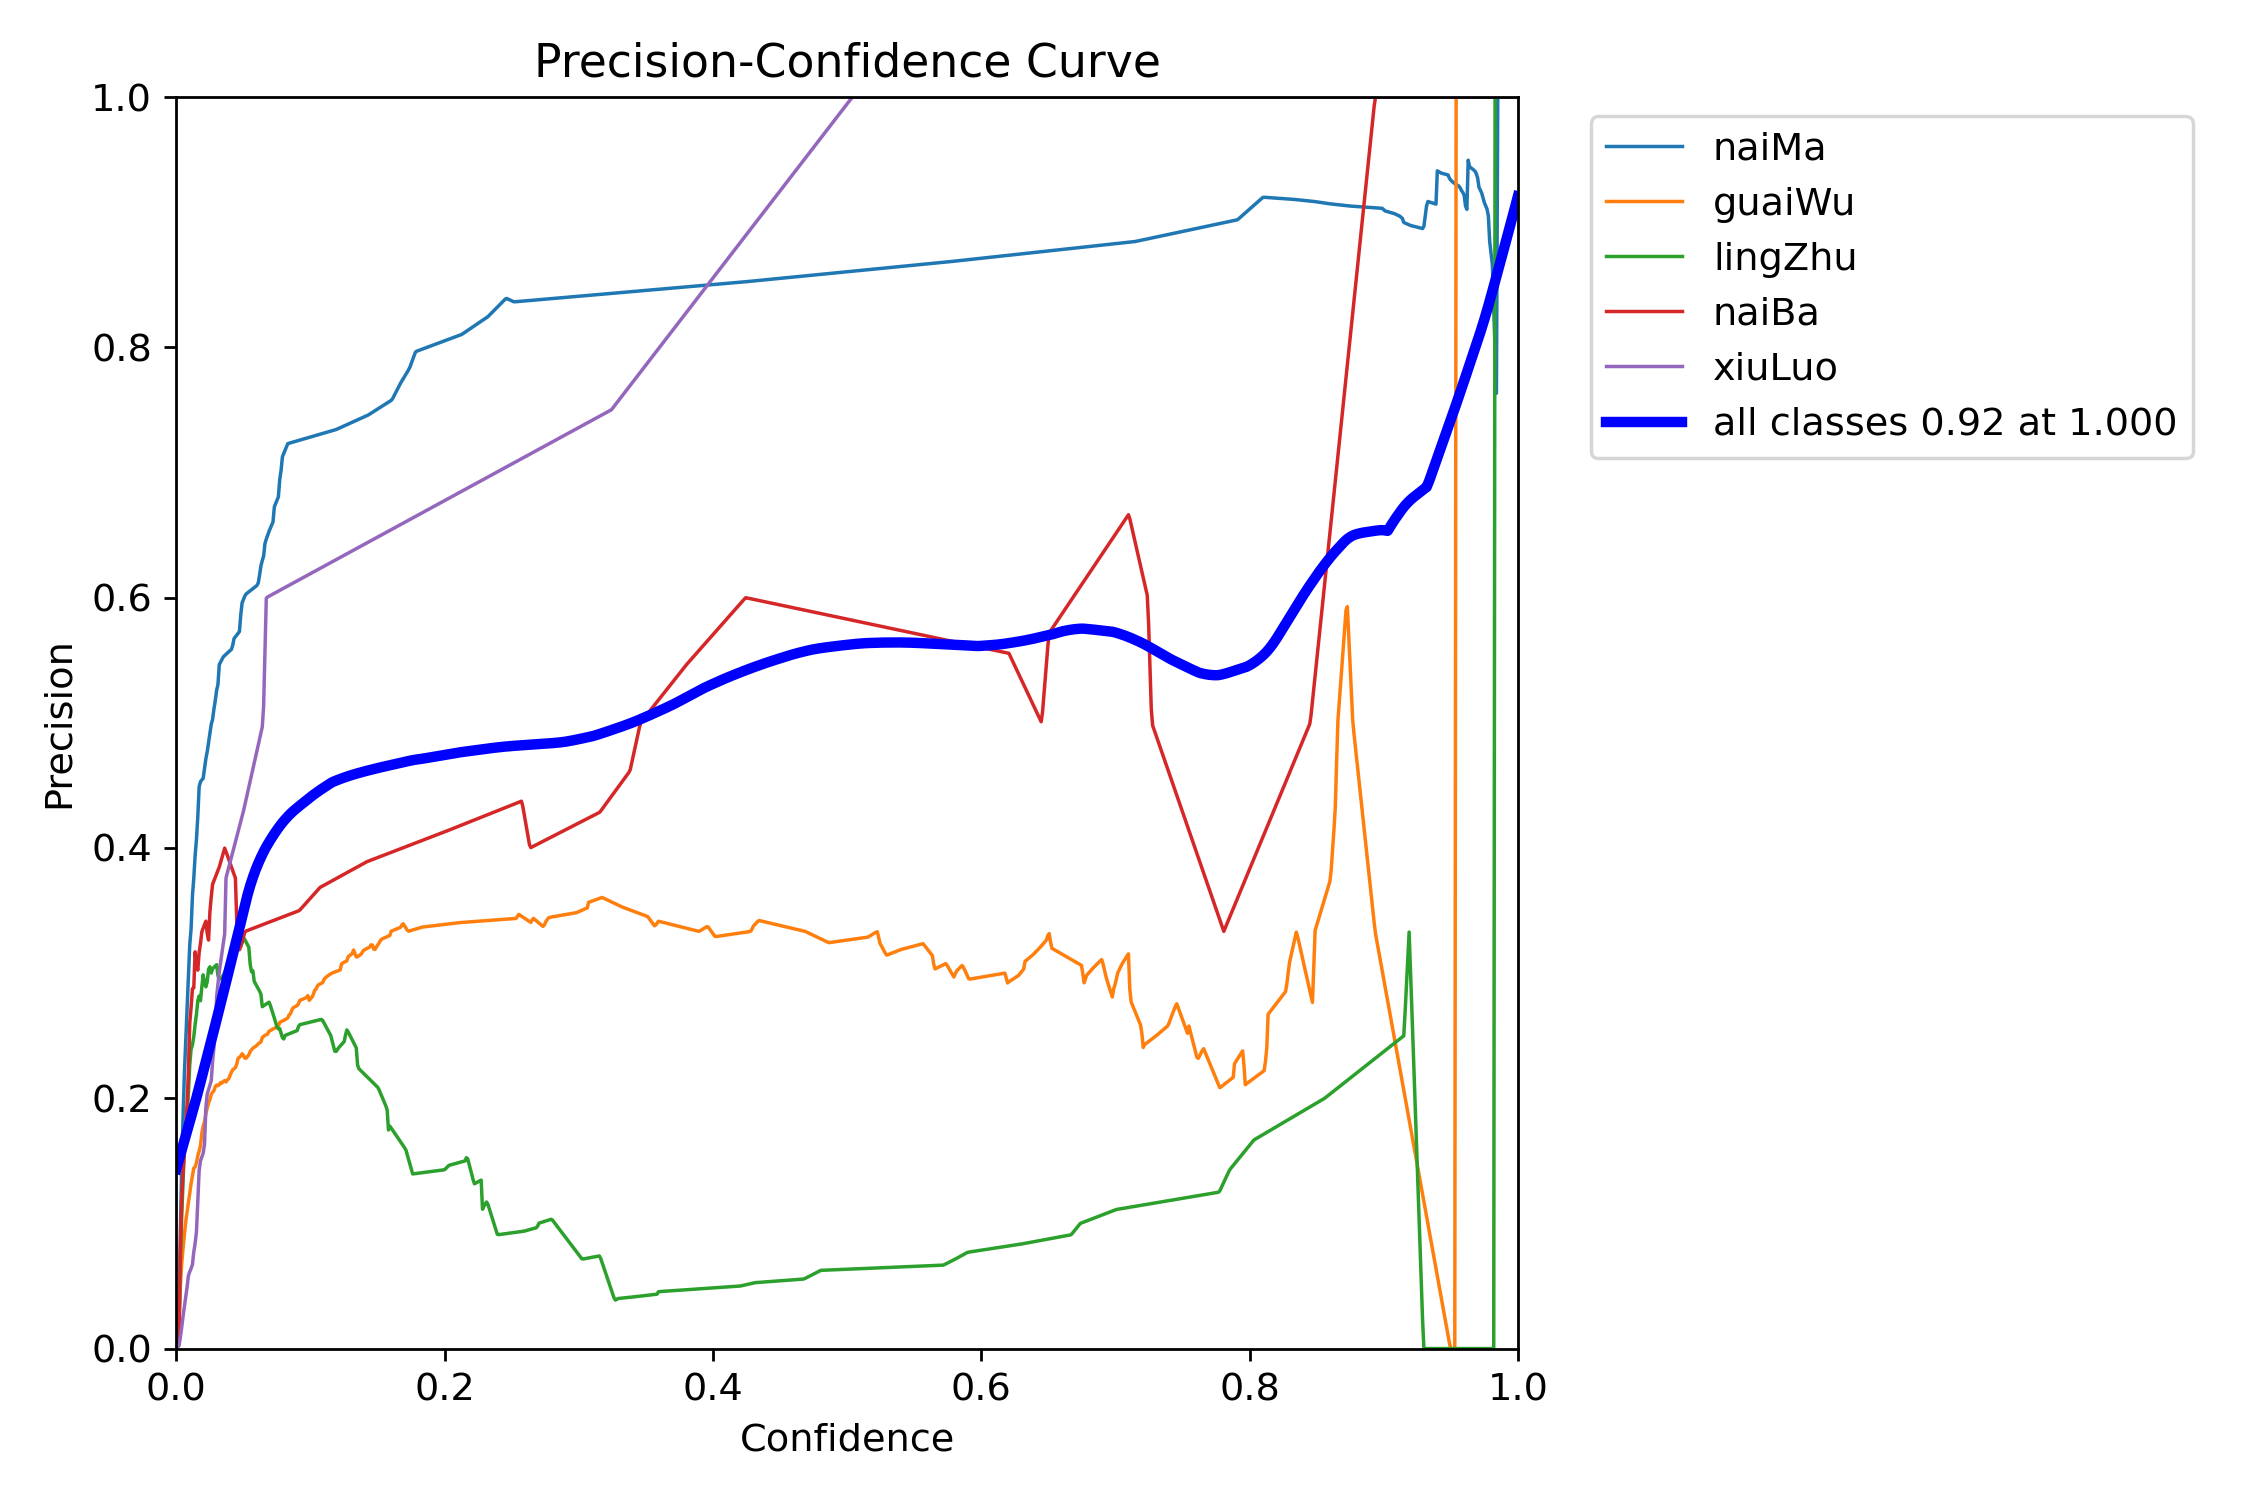 Precision-Confidence Curve
1.0
0.8
0.6
0.4
0.2
0.0
Precision
0.0 0.2 0.4 0.6 0.8 1.0
Confidence
naiMa
guaiWu
lingZhu
naiBa
xiuLuo
all classes 0.92 at 1.000